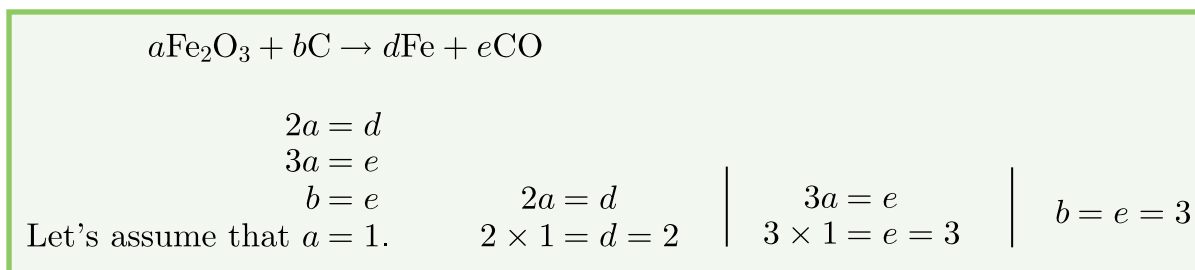 aFe₂O₃ + bC → dFe + eCO
2a = d
3a = e
b = e
Let's assume that a = 1.
2a = d
2 × 1 = d = 2
3a = e
3 × 1 = e = 3
b = e = 3